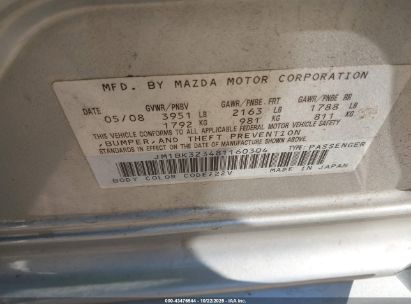 MFD. BY MAZDA MOTOR CORPORATION
DATE GVWR/PNBV GAWR/PNBE. FRT GAWR/PNBE RR
05/08 3951 LB 2163 LB 1788 LB
1792 KG 981 KG 811 KG
THIS VEHICLE CONFORMS TO ALL APPLICABLE FEDERAL MOTOR VEHICLE SAFETY
,BUMPER, AND THEFT PREVENTION
STANDARDS IN EFFECT ON THE DATE OF MANUFACTURE SHOWN ABOVE.
JM1BK323481160304 TYPE:PASSENGER
BODY COLOR CODE/22V MADE IN JAPAN